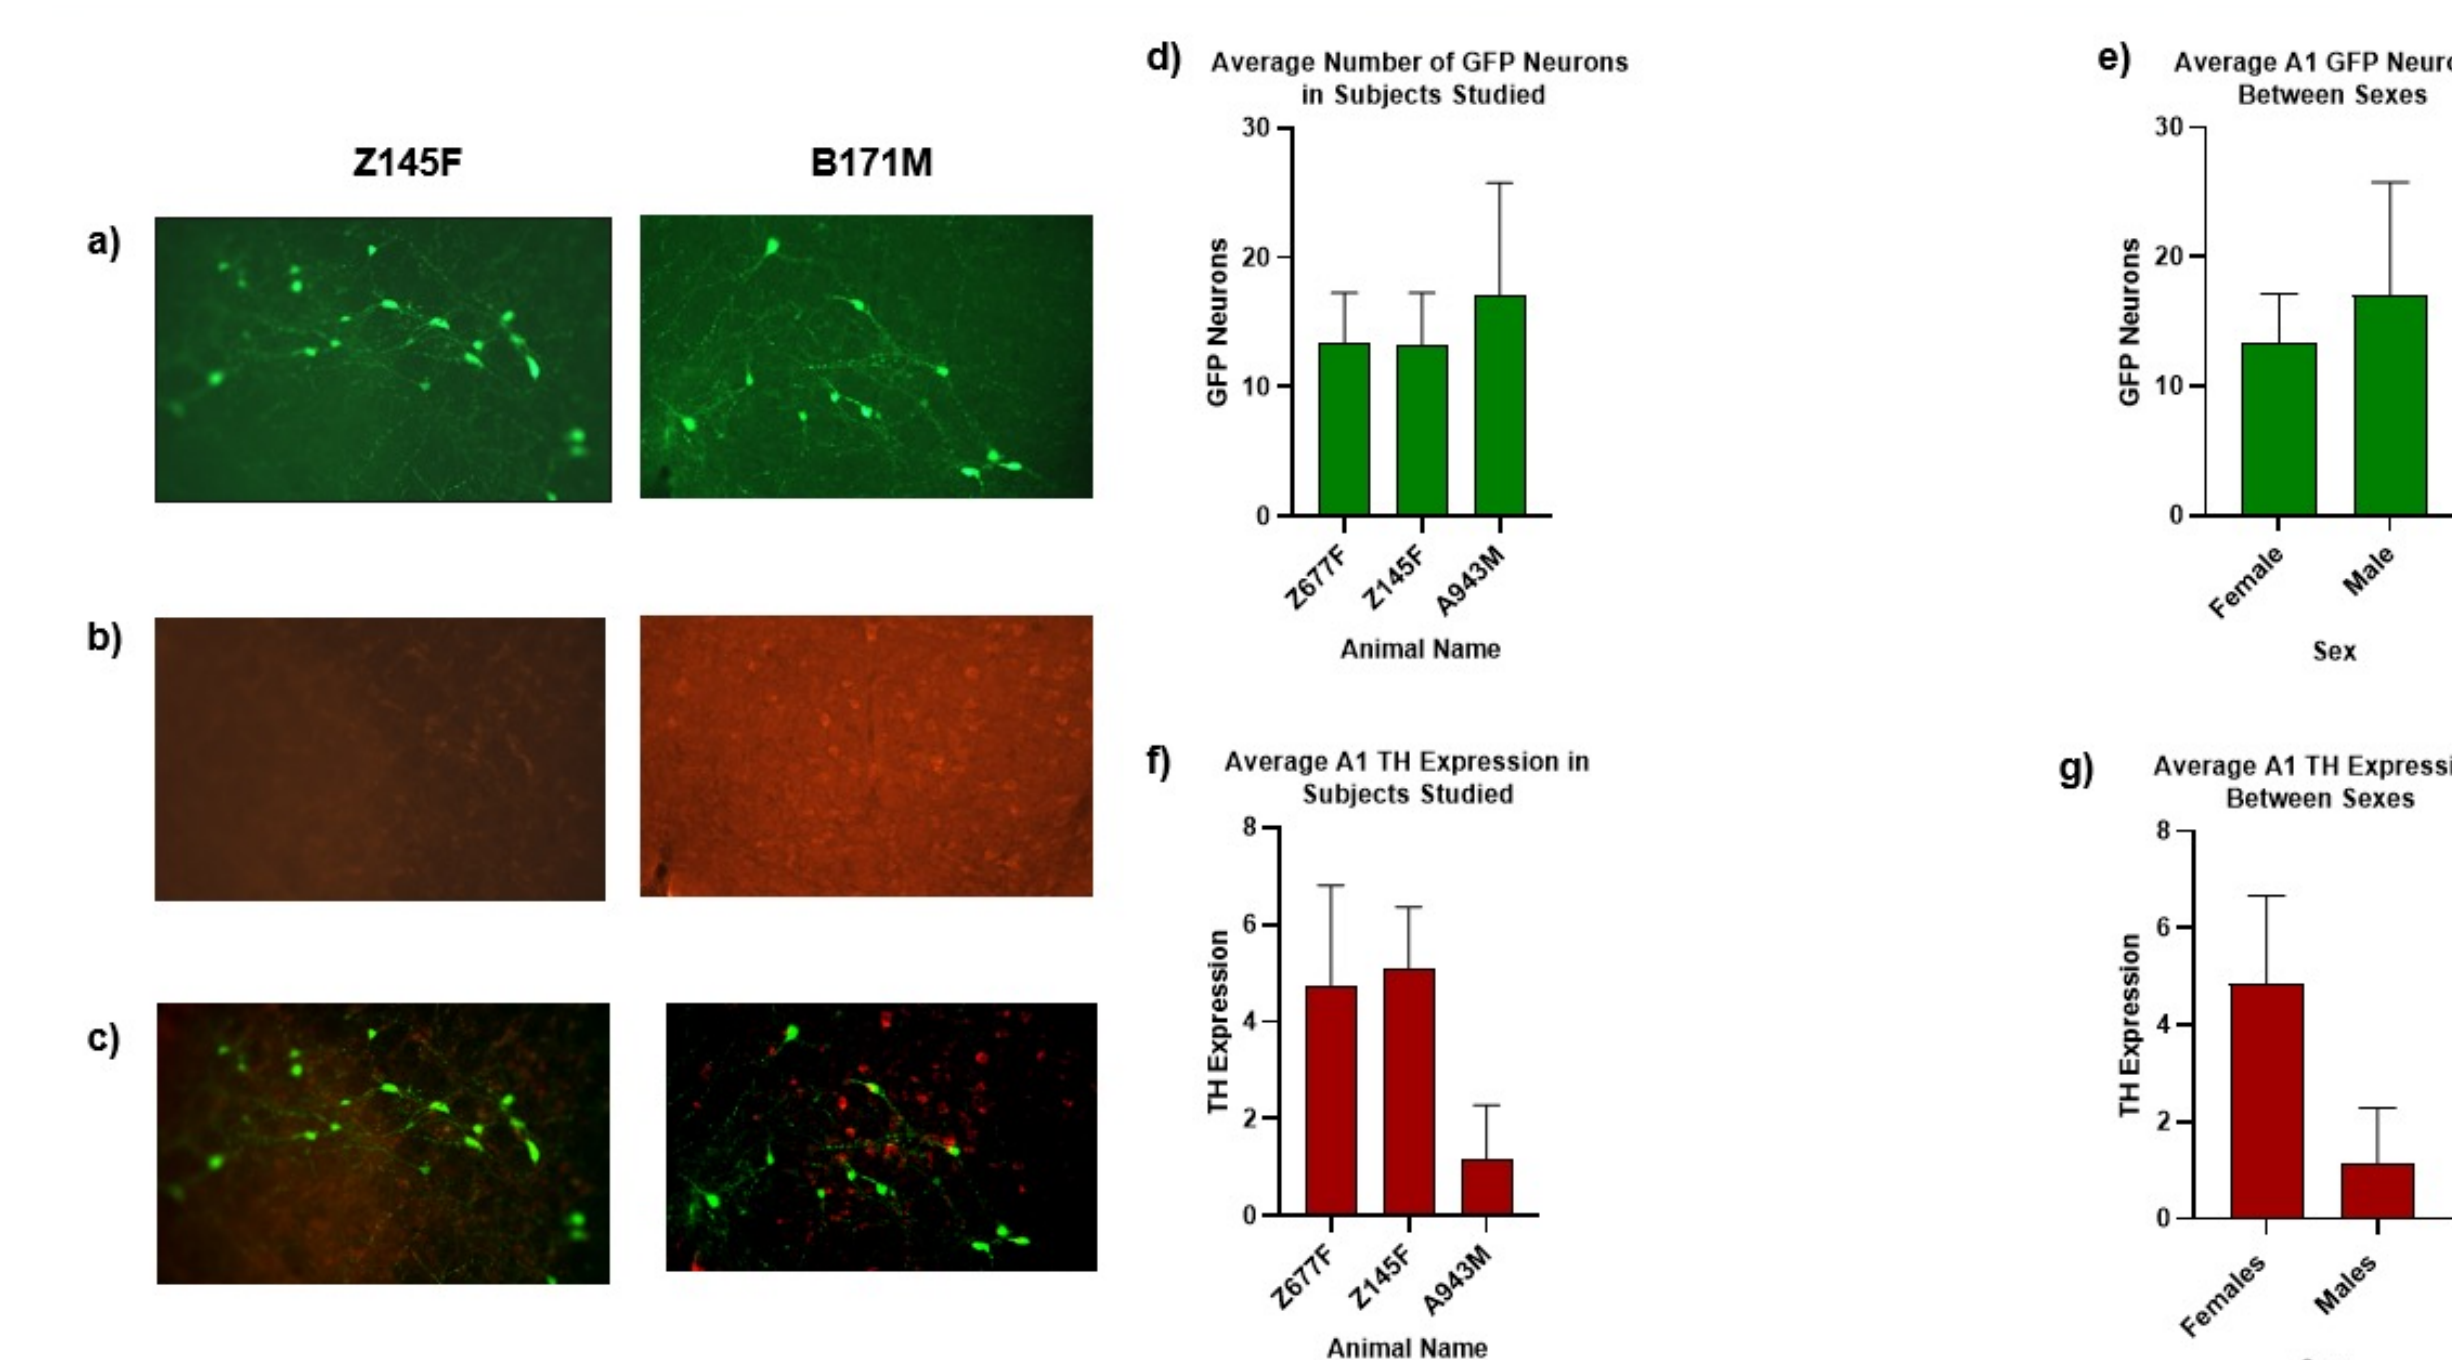 Z145F
B171M
a)
b)
c)
d)
Average Number of GFP Neurons
in Subjects Studied
30
20
10
0
GFP Neurons
Z677F
Z145F
A943M
Animal Name
e)
Average A1 GFP
Between Sexes
30
20
10
0
GFP Neurons
Female
Male
Sex
f)
Average A1 TH Expression in
Subjects Studied
8
6
4
2
0
TH Expression
Z677F
Z145F
A943M
Animal Name
g)
Average A1 TH
Between Sexes
8
6
4
2
0
TH Expression
Females
Males